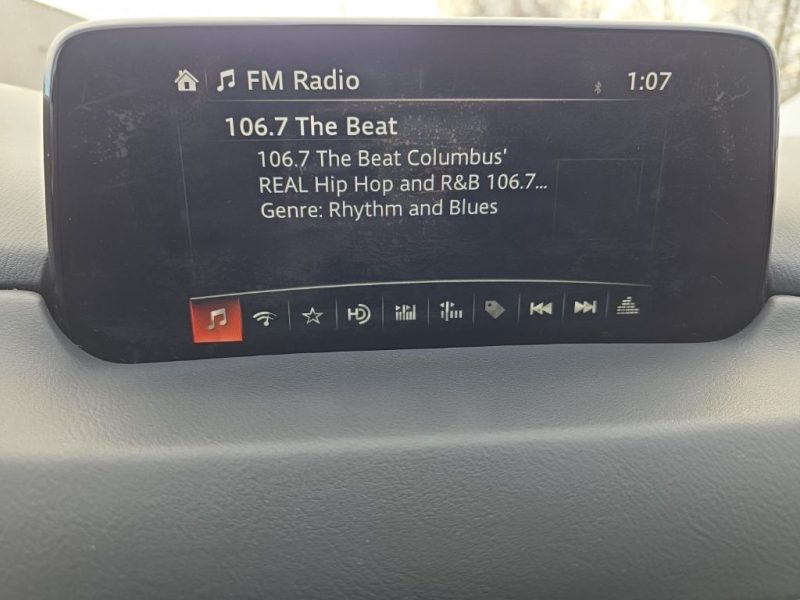 FM Radio
1:07
106.7 The Beat
106.7 The Beat Columbus'
REAL Hip Hop and R&B 106.7...
Genre: Rhythm and Blues
HD